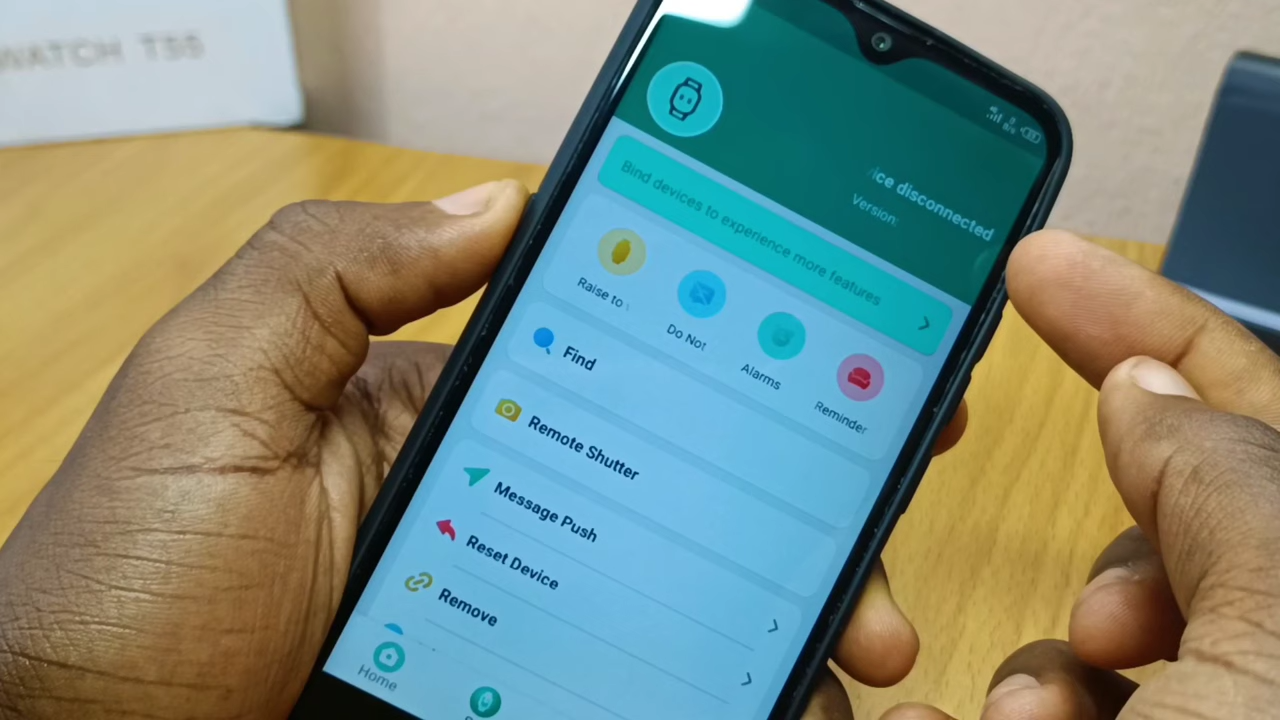 WATCH T55
ice disconnected
Version:
Bind devices to experience more features
Raise to
Do Not
Alarms
Reminder
Find
Remote Shutter
Message Push
Reset Device
Remove
Home